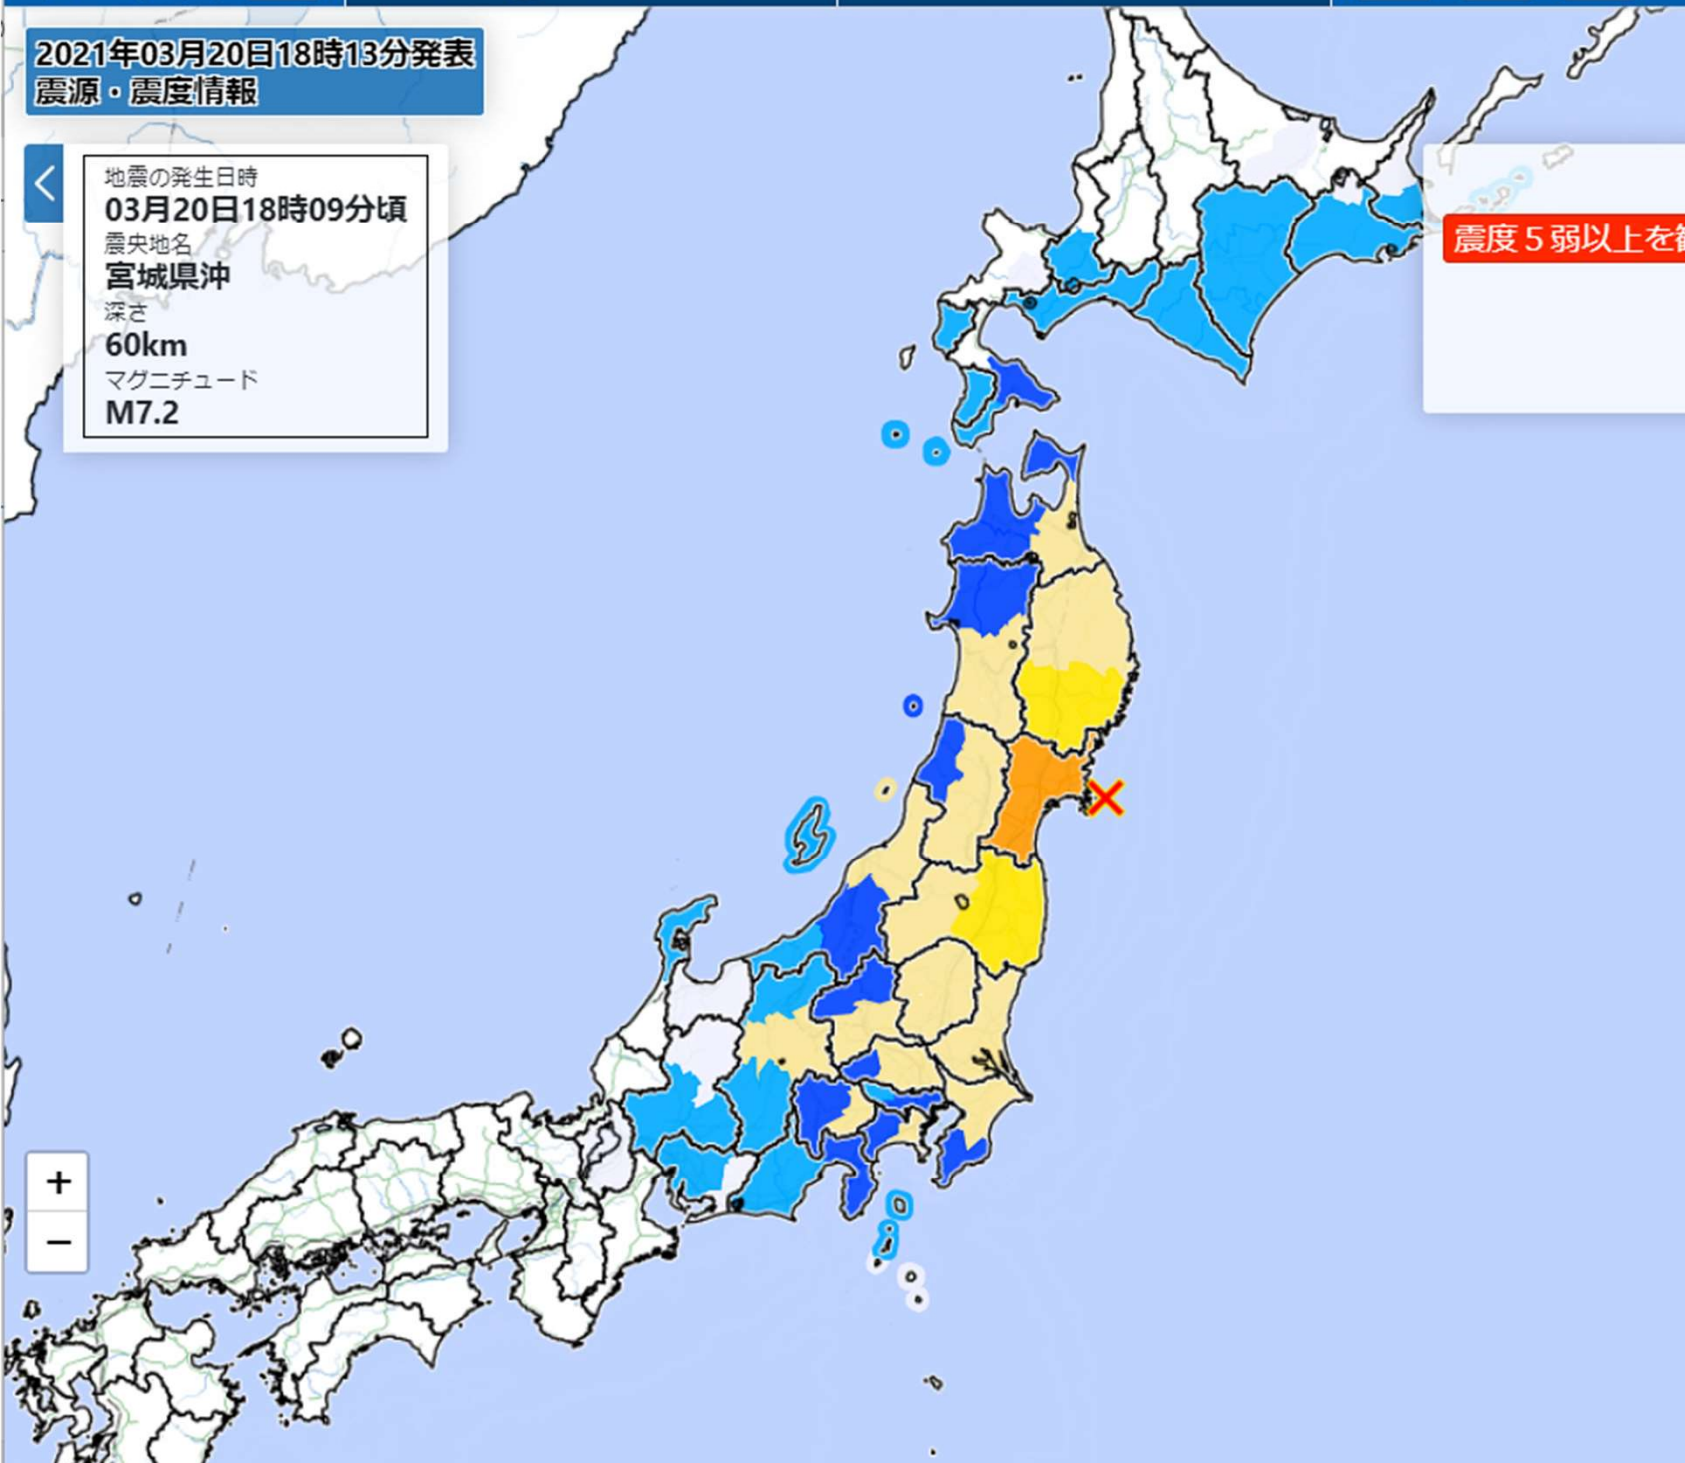 2021年03月20日18時13分発表
震源・震度情報
地震の発生日時
03月20日18時09分頃
震央地名
宮城県沖
深さ
60km
マグニチュード
M7.2
震度５弱以上を
+
−